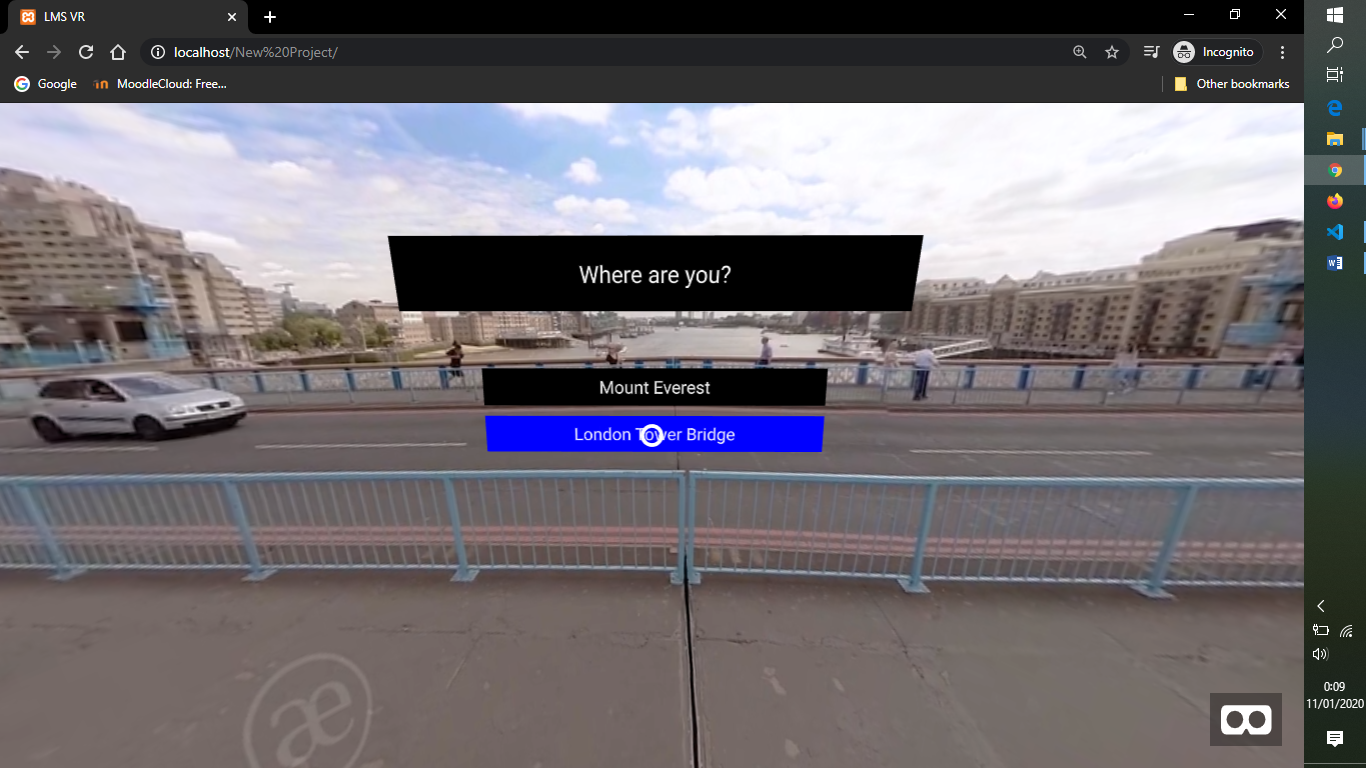 LMS VR
localhost/New%20Project/
Incognito
Google
MoodleCloud: Free...
Other bookmarks
Where are you?
Mount Everest
London Tower Bridge
æ
0:09
11/01/2020